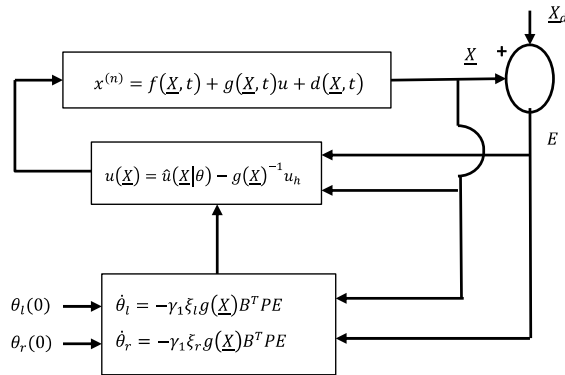 X_d
x^{(n)} = f(X, t) + g(X, t)u + d(X, t)
X
+
E
u(X) = û(X|θ) − g(X)^{-1}u_h
θ_l(0)
θ̇_l = −γ_1ξ_l g(X)B^T PE
θ_r(0)
θ̇_r = −γ_1ξ_r g(X)B^T PE